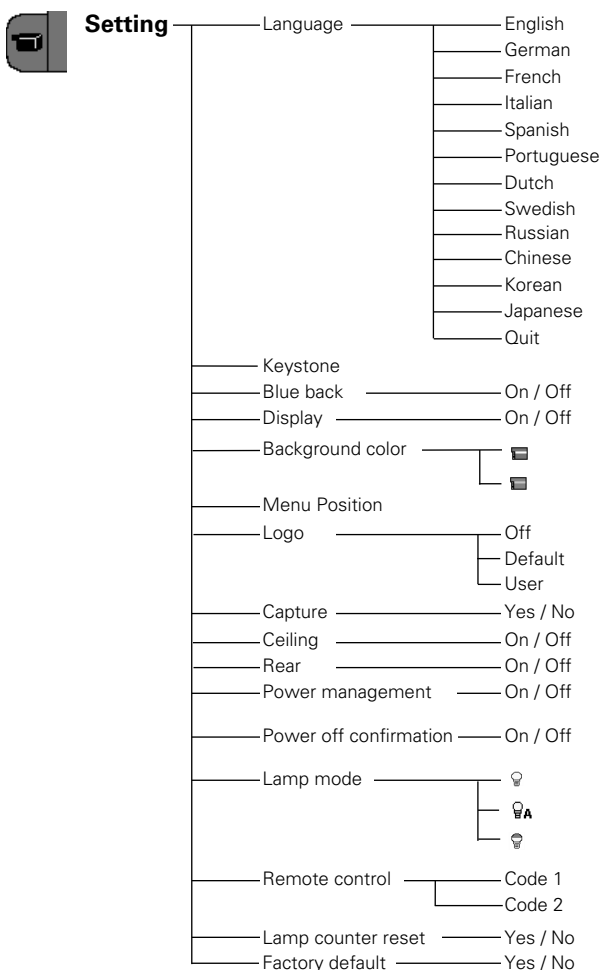 Setting Language English
German
French
Italian
Spanish
Portuguese
Dutch
Swedish
Russian
Chinese
Korean
Japanese
Quit
Keystone
Blue back On / Off
Display On / Off
Background color
Menu Position
Logo Off
Default
User
Capture Yes / No
Ceiling On / Off
Rear On / Off
Power management On / Off
Power off confirmation On / Off
Lamp mode
A
Remote control Code 1
Code 2
Lamp counter reset Yes / No
Factory default Yes / No